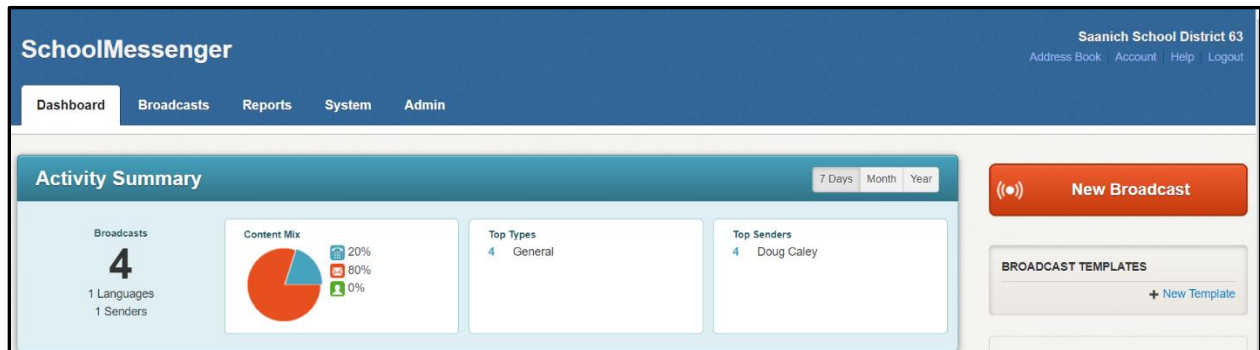 Saanich School District 63
SchoolMessenger
Address Book Account Help Logout
Dashboard Broadcasts Reports System Admin
Activity Summary
7 Days Month Year
New Broadcast
Broadcasts
4
1 Languages
1 Senders
Content Mix
20%
80%
0%
Top Types
4 General
Top Senders
4 Doug Caley
BROADCAST TEMPLATES
+ New Template